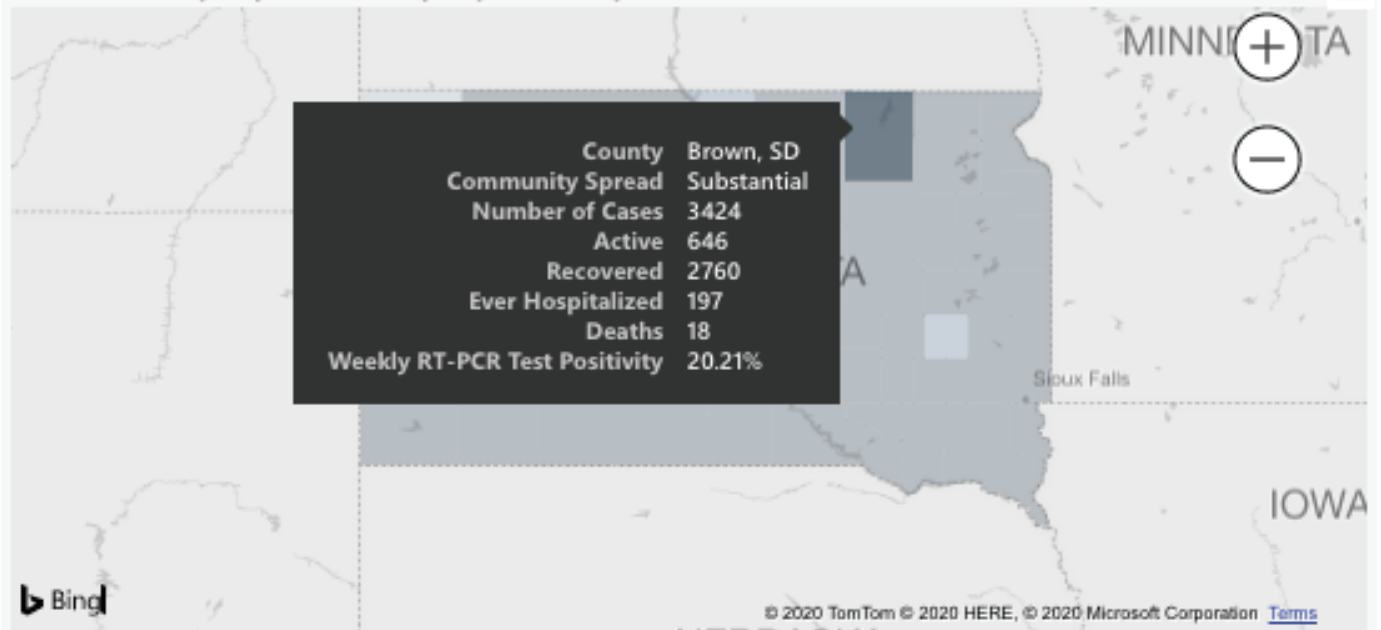 MINNE TA
County Brown, SD
Community Spread Substantial
Number of Cases 3424
Active 646
Recovered 2760
TA
Ever Hospitalized 197
Deaths 18
Weekly RT-PCR Test Positivity 20.21%
Sioux Falls
IOWA
Bing
© 2020 TomTom © 2020 HERE, © 2020 Microsoft Corporation Terms